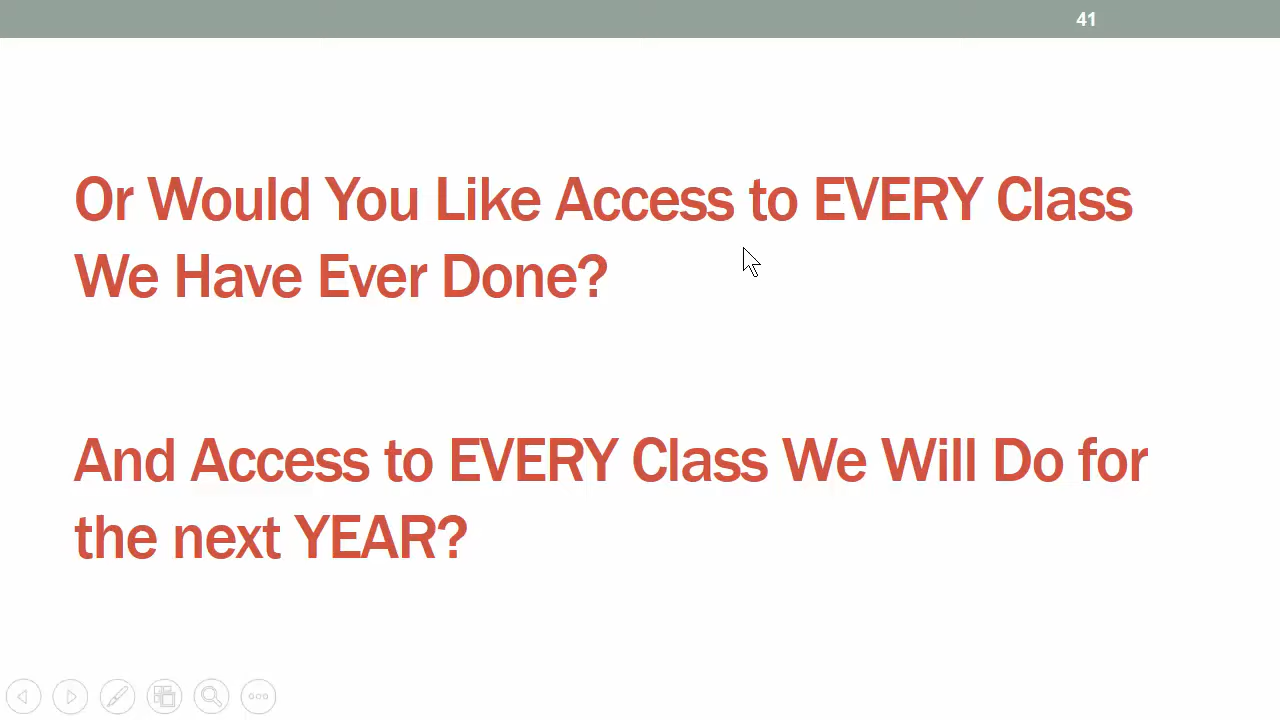 41
Or Would You Like Access to EVERY Class
We Have Ever Done?
And Access to EVERY Class We Will Do for
the next YEAR?